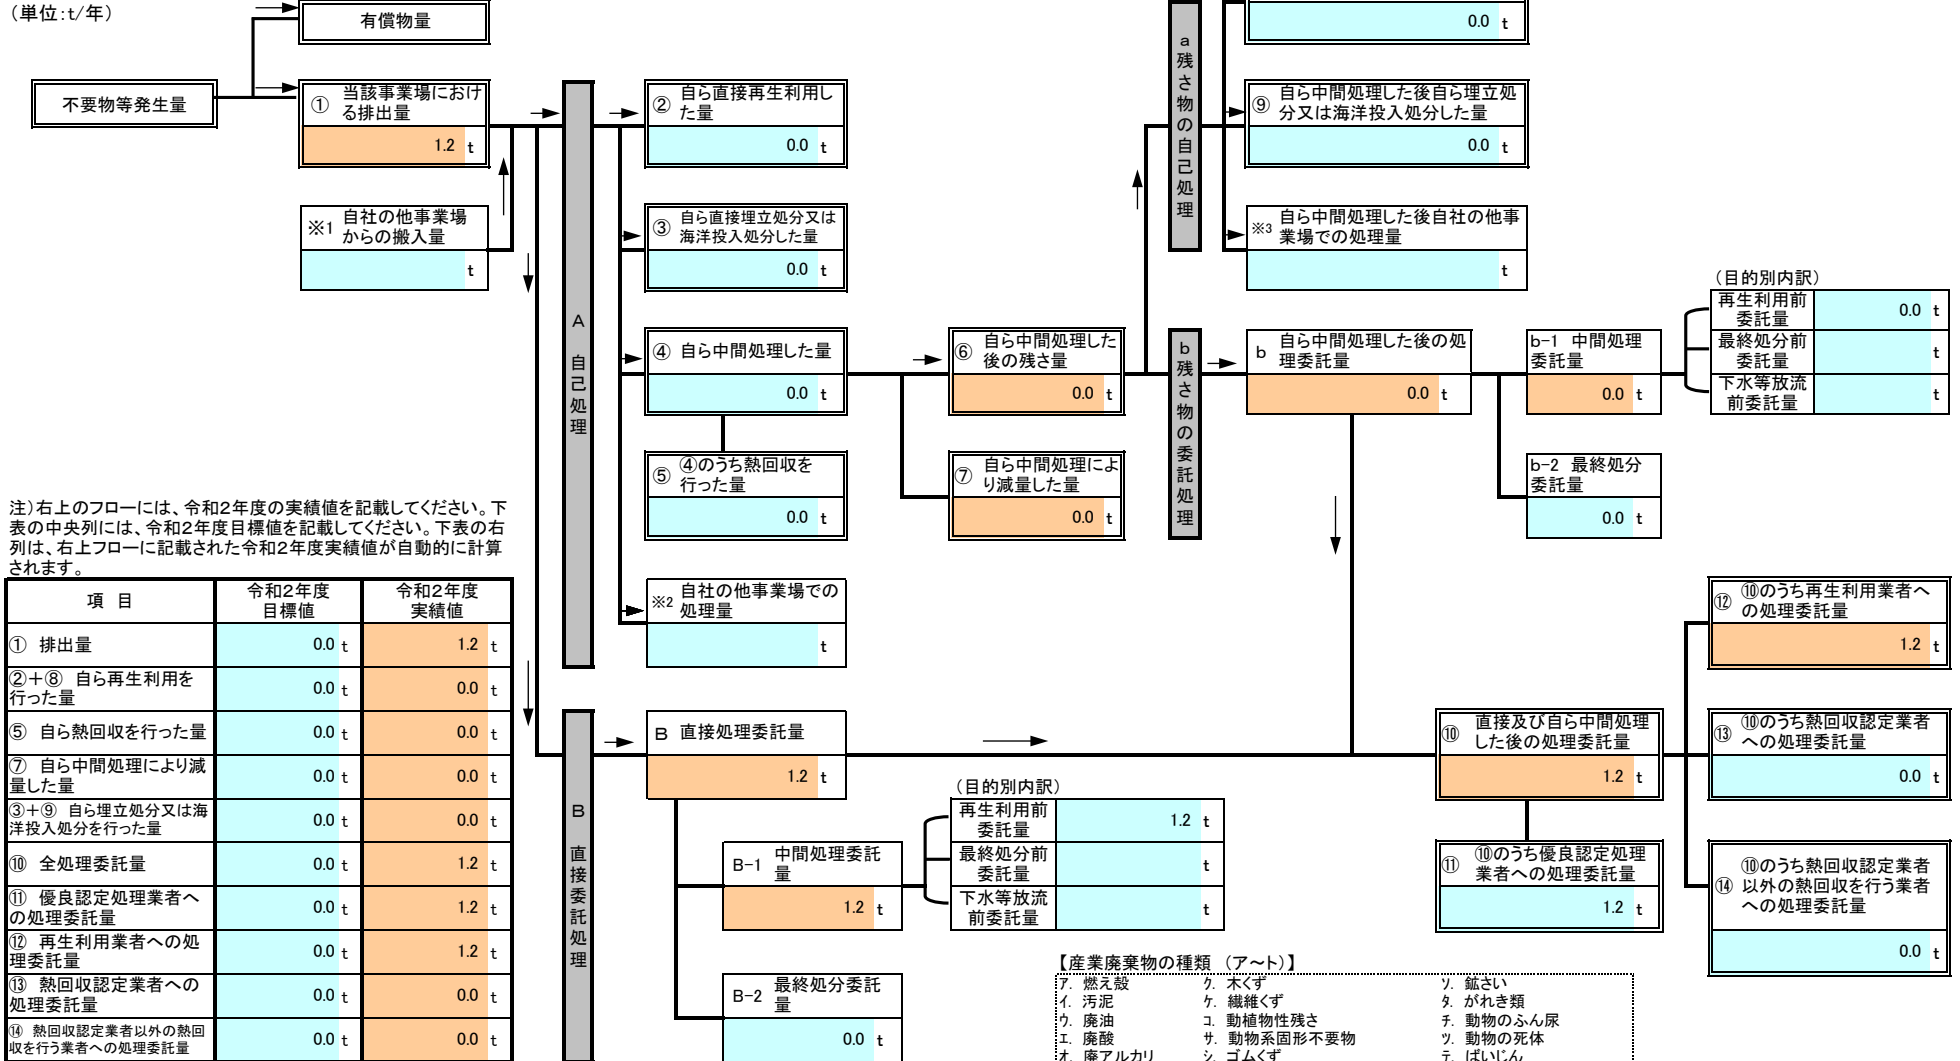 （単位：t/年）
有償物量
不要物等発生量
① 当該事業場におけ
る排出量
1.2 t
※1 自社の他事業場
からの搬入量
t
A 自己処理
② 自ら直接再生利用し
た量
0.0 t
③ 自ら直接埋立処分又は
海洋投入処分した量
0.0 t
④ 自ら中間処理した量
0.0 t
⑤ ④のうち熱回収を
行った量
0.0 t
※2 自社の他事業場での
処理量
t
⑥ 自ら中間処理した
後の残さ量
0.0 t
⑦ 自ら中間処理によ
り減量した量
0.0 t
a残さ物の自己処理
0.0 t
⑨ 自ら中間処理した後自ら埋立処
分又は海洋投入処分した量
0.0 t
※3 自ら中間処理した後自社の他事
業場での処理量
t
b残さ物の委託処理
b 自ら中間処理した後の処
理委託量
0.0 t
b-1 中間処理
委託量
0.0 t
b-2 最終処分
委託量
0.0 t
（目的別内訳）
再生利用前
委託量
0.0 t
最終処分前
委託量
t
下水等放流
前委託量
t
注）右上のフローには、令和2年度の実績値を記載してください。下
表の中央列には、令和2年度目標値を記載してください。下表の右
列は、右上フローに記載された令和2年度実績値が自動的に計算
されます。
項 目
令和2年度
目標値
令和2年度
実績値
① 排出量 0.0 t 1.2 t
②＋⑧ 自ら再生利用を
行った量
0.0 t 0.0 t
⑤ 自ら熱回収を行った量 0.0 t 0.0 t
⑦ 自ら中間処理により減
量した量
0.0 t 0.0 t
③＋⑨ 自ら埋立処分又は海
洋投入処分を行った量
0.0 t 0.0 t
⑩ 全処理委託量 0.0 t 1.2 t
⑪ 優良認定処理業者へ
の処理委託量
0.0 t 1.2 t
⑫ 再生利用業者への処
理委託量
0.0 t 1.2 t
⑬ 熱回収認定業者への
処理委託量
0.0 t 0.0 t
⑭ 熱回収認定業者以外の熱回
収を行う業者への処理委託量
0.0 t 0.0 t
B 直接委託処理
B 直接処理委託量
1.2 t
B-1 中間処理委託
量
1.2 t
B-2 最終処分委託
量
0.0 t
（目的別内訳）
再生利用前
委託量
1.2 t
最終処分前
委託量
t
下水等放流
前委託量
t
⑩ 直接及び自ら中間処理
した後の処理委託量
1.2 t
⑪ ⑩のうち優良認定処理
業者への処理委託量
1.2 t
⑫ ⑩のうち再生利用業者へ
の処理委託量
1.2 t
⑬ ⑩のうち熱回収認定業者
への処理委託量
0.0 t
⑭ ⑩のうち熱回収認定業者
以外の熱回収を行う業者
への処理委託量
0.0 t
【産業廃棄物の種類 （ア～ト）】
ア. 燃え殻 ク. 木くず ソ. 鉱さい
イ. 汚泥 ケ. 繊維くず タ. がれき類
ウ. 廃油 コ. 動植物性残さ チ. 動物のふん尿
エ. 廃酸 サ. 動物系固形不要物 ツ. 動物の死体
オ. 廃アルカリ シ. ゴムくず テ. ばいじん